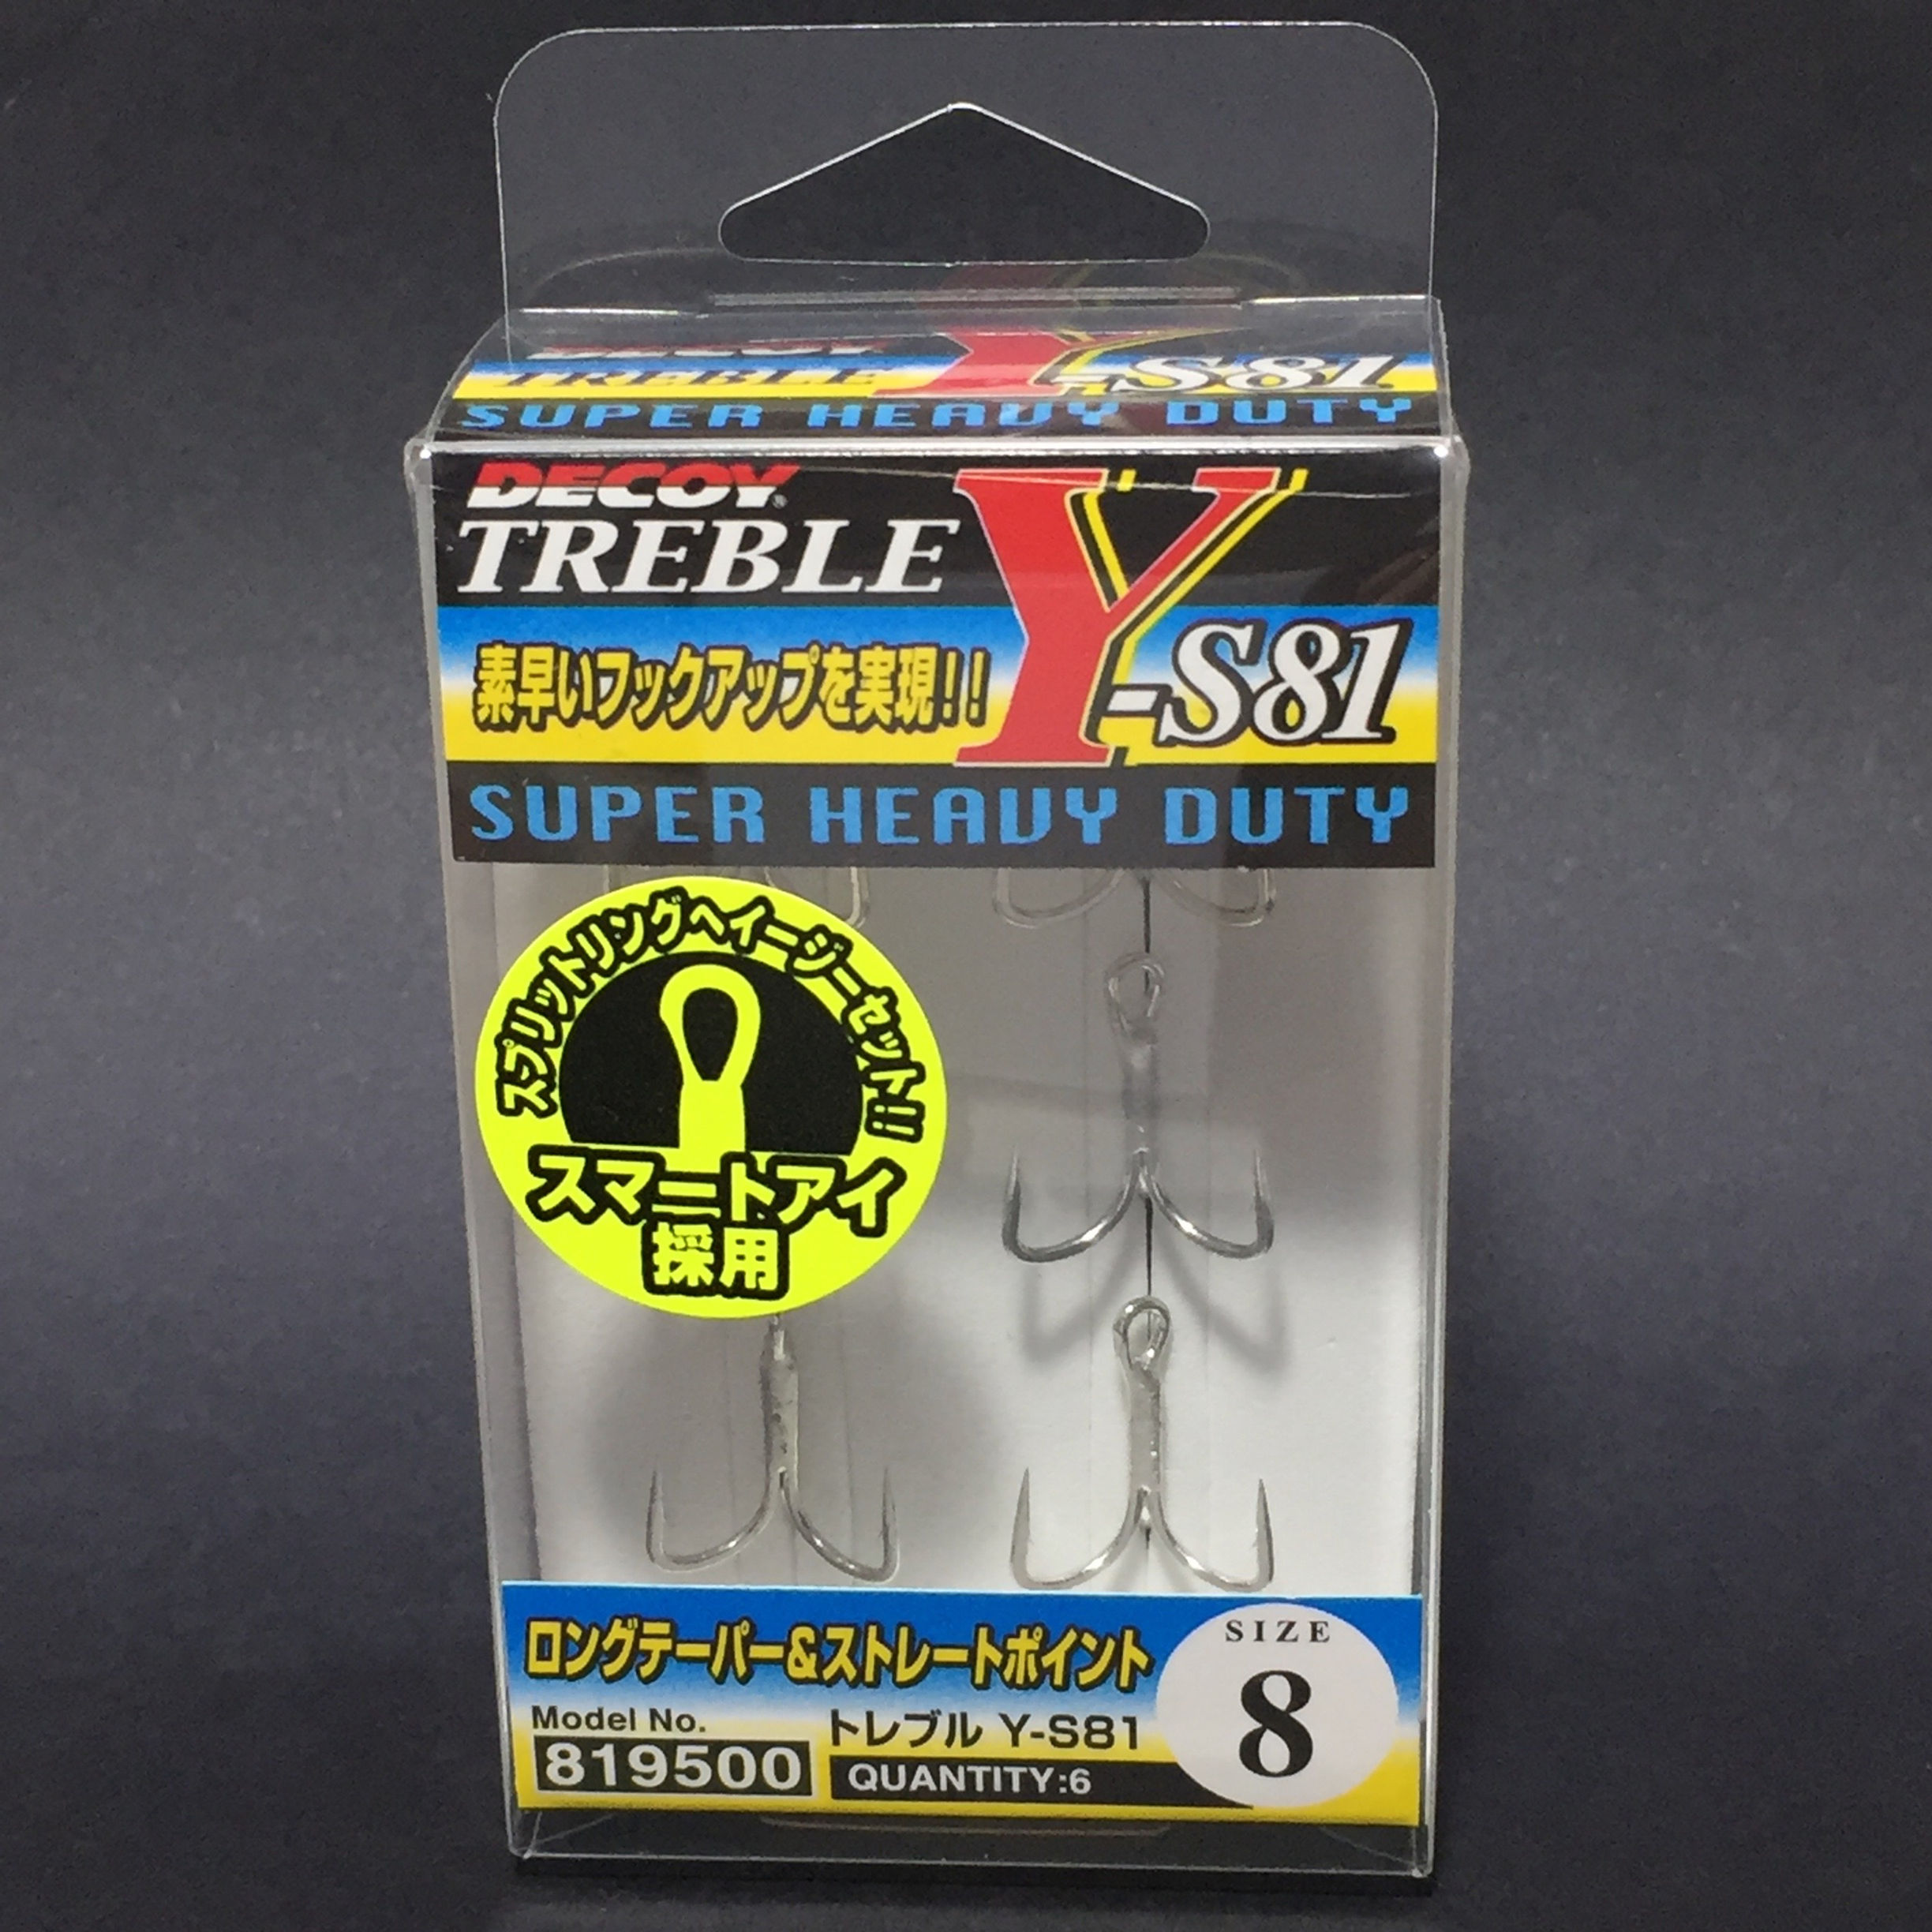 DECOY
TREBLE Y-S81
SUPER HEAVY DUTY
DECOY®
TREBLE Y-S81
素早いフックアップを実現!!
SUPER HEAVY DUTY
スプリットリングへイージーセット!!
スマートアイ
採用
ロングテーパー&ストレートポイント
SIZE
8
Model No.
819500
トレブル Y-S81
QUANTITY:6